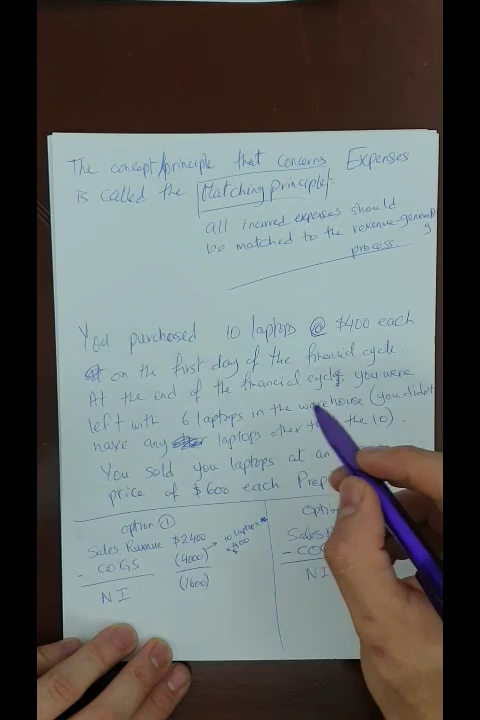 The concept/principle that concerns Expenses
is called the Matching principle.
all incurred expenses should
be matched to the revenue-generating
process.
You purchased 10 laptops @ $400 each
on the first day of the financial cycle.
At the end of the financial cycle you were
left with 6 laptops in the warehouse (you didn't
have any laptops other the 10).
You sold you laptops at an
price of $600 each Prep
option 1
Sales Revenue $2400
- COGS (4000) → 10 laptops
x 400
NI (1600)
Option
Sales
- CO
NI